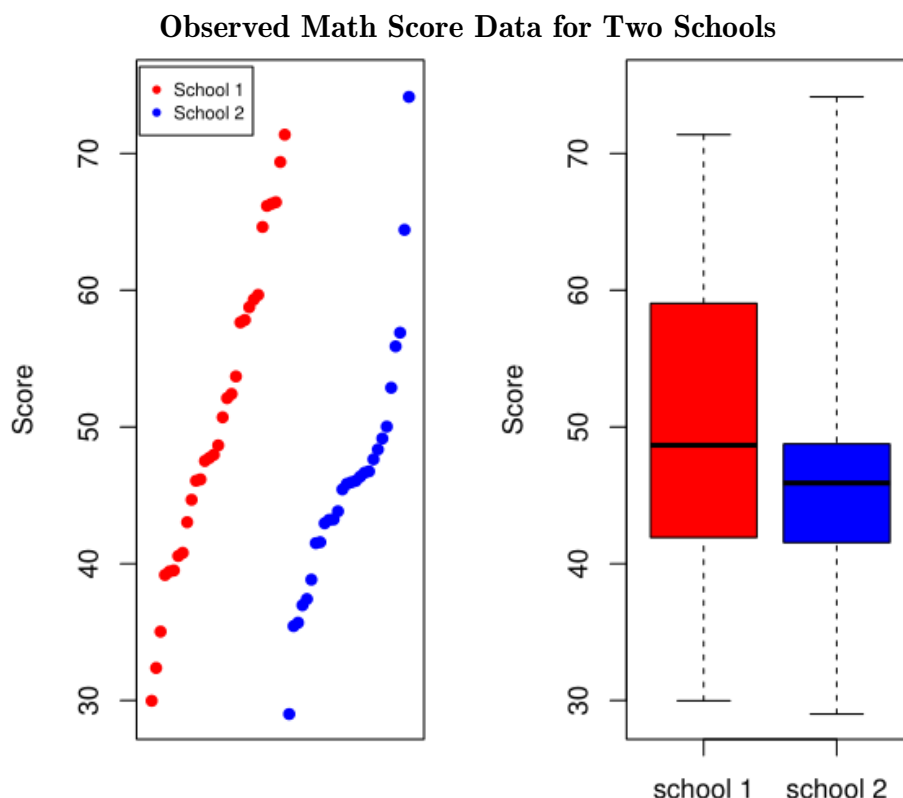 Observed Math Score Data for Two Schools
School 1
School 2
Score
70
60
50
40
30
Score
70
60
50
40
30
school 1
school 2